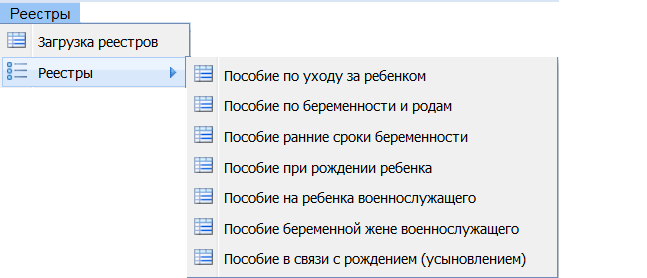 Реестры
Загрузка реестров
Реестры
Пособие по уходу за ребенком
Пособие по беременности и родам
Пособие ранние сроки беременности
Пособие при рождении ребенка
Пособие на ребенка военнослужащего
Пособие беременной жене военнослужащего
Пособие в связи с рождением (усыновлением)